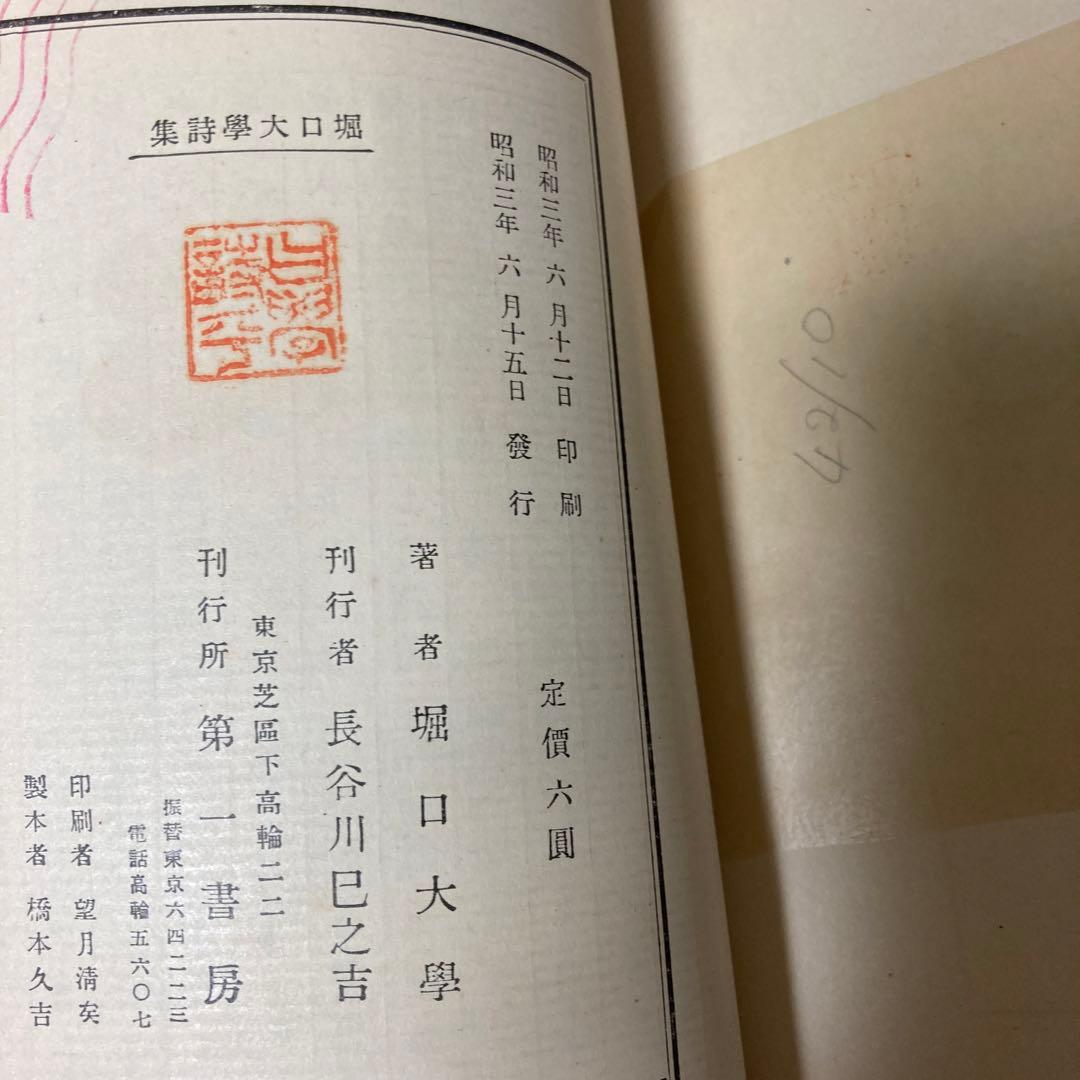 堀口大學詩集
昭和三年六月十二日印刷
昭和三年六月十五日發行
定價六圓
著者堀口大學
刊行者長谷川巳之吉
東京芝區下高輪二二
刊行所第一書房
振替東京六四二二三
電話高輪五六〇七
印刷者望月淸矣
製本者橋本久吉
42/10